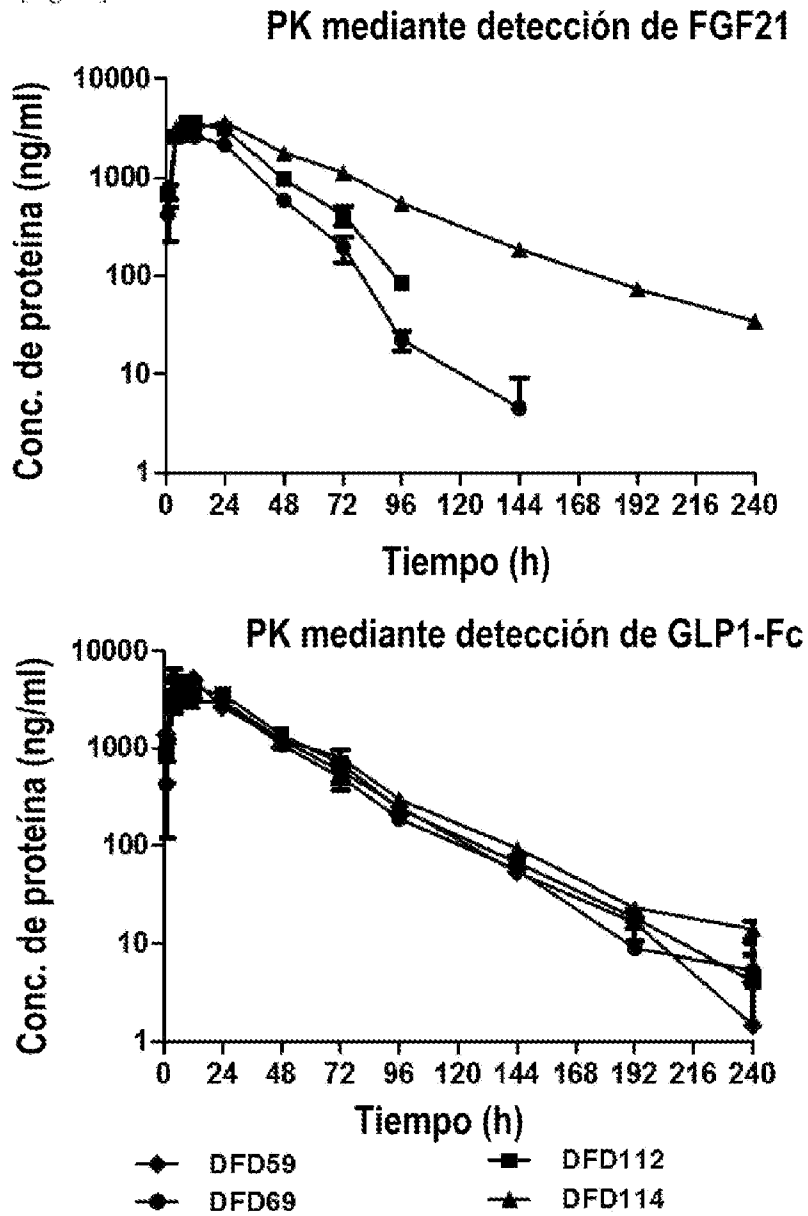 PK mediante detección de FGF21
Conc. de proteína (ng/ml)
10000
1000
100
10
1
0 24 48 72 96 120 144 168 192 216 240
Tiempo (h)
PK mediante detección de GLP1-Fc
Conc. de proteína (ng/ml)
10000
1000
100
10
1
0 24 48 72 96 120 144 168 192 216 240
Tiempo (h)
DFD59 DFD112
DFD69 DFD114